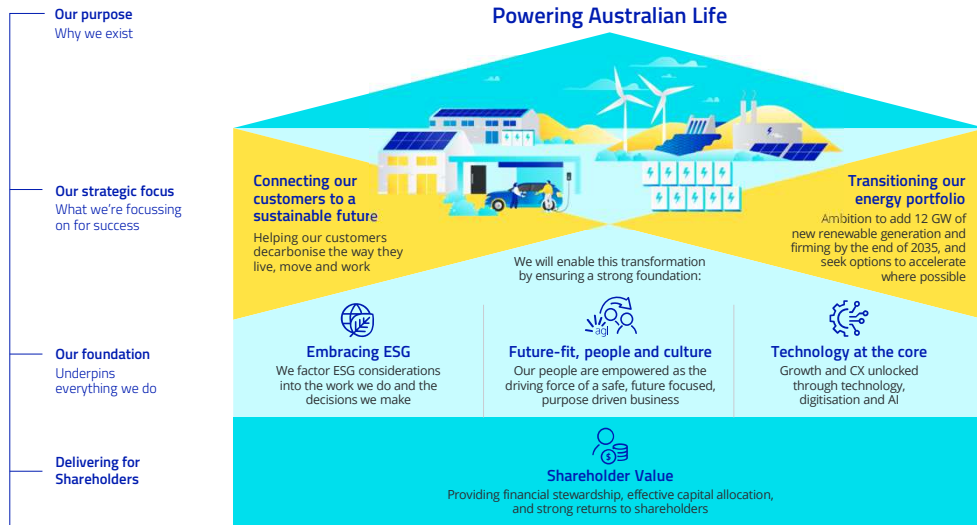 Our purpose
Why we exist
Powering Australian Life
Our strategic focus
What we're focussing
on for success
Connecting our
customers to a
sustainable future
Helping our customers
decarbonise the way they
live, move and work
Transitioning our
energy portfolio
Ambition to add 12 GW of
new renewable generation and
firming by the end of 2035, and
seek options to accelerate
where possible
We will enable this transformation
by ensuring a strong foundation:
Our foundation
Underpins
everything we do
Embracing ESG
We factor ESG considerations
into the work we do and the
decisions we make
agl
Future-fit, people and culture
Our people are empowered as the
driving force of a safe, future focused,
purpose driven business
Technology at the core
Growth and CX unlocked
through technology,
digitisation and AI
Delivering for
Shareholders
Shareholder Value
Providing financial stewardship, effective capital allocation,
and strong returns to shareholders